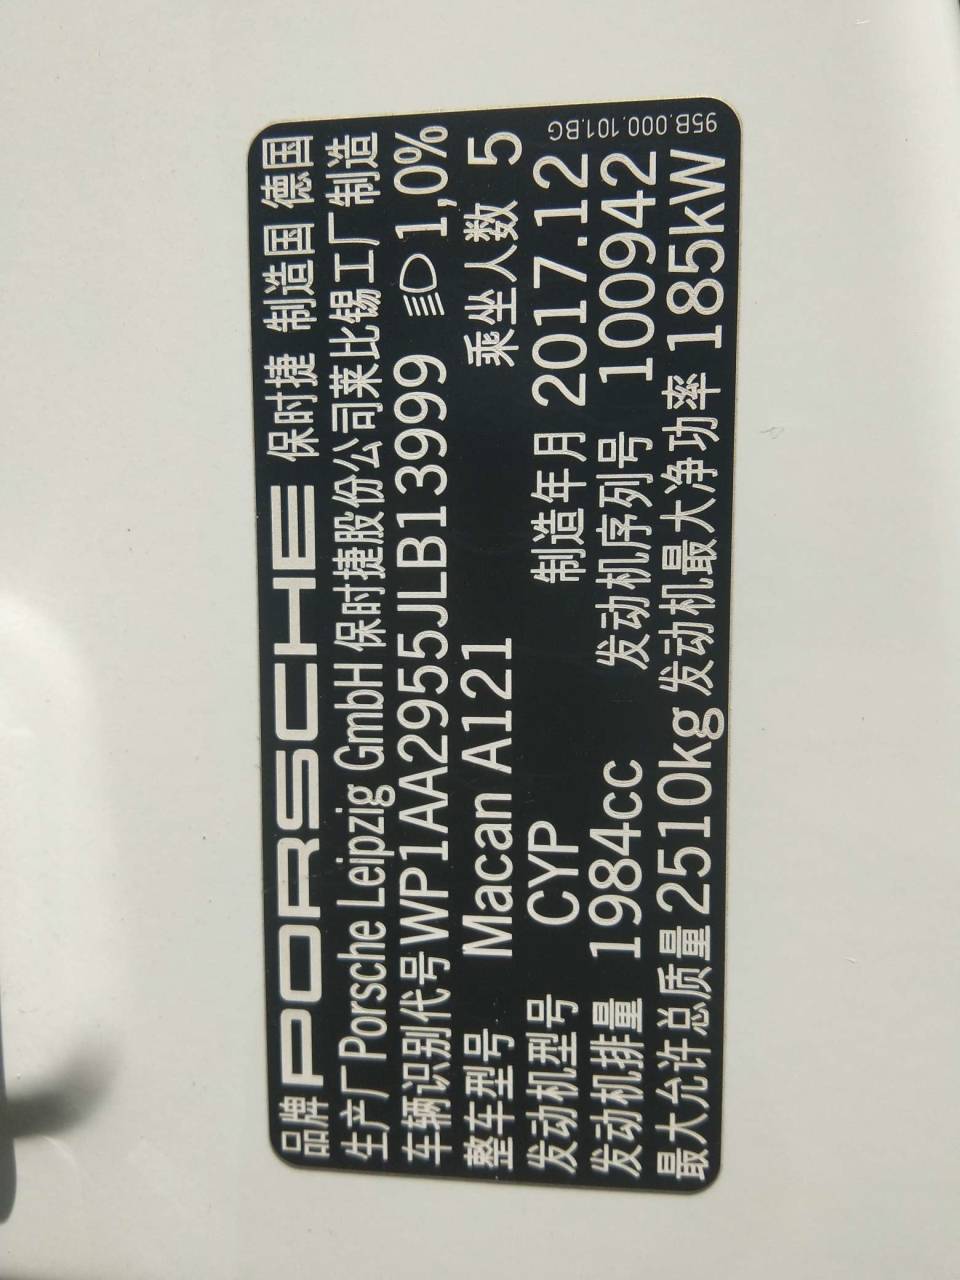 品牌 PORSCHE 保时捷 制造国 德国
生产厂 Porsche Leipzig GmbH 保时捷股份公司莱比锡工厂制造
车辆识别代号 WP1AA2955JLB13999 1,0%
整车型号 Macan A121 乘坐人数 5
发动机型号 CYP 制造年月 2017.12
发动机排量 1984cc 发动机序列号 100942
最大允许总质量 2510kg 发动机最大净功率 185kW
95B.000.101.BG